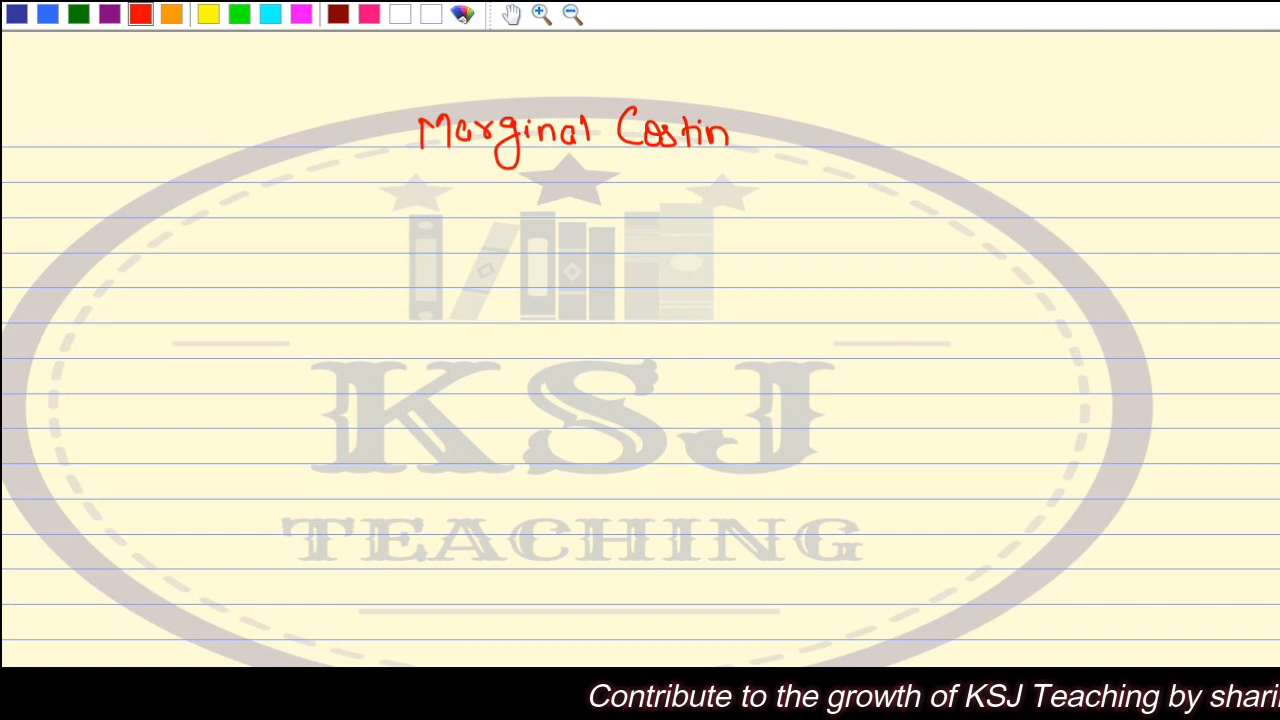 Marginal Costin
KSJ
TEACHING
Contribute to the growth of KSJ Teaching by shari